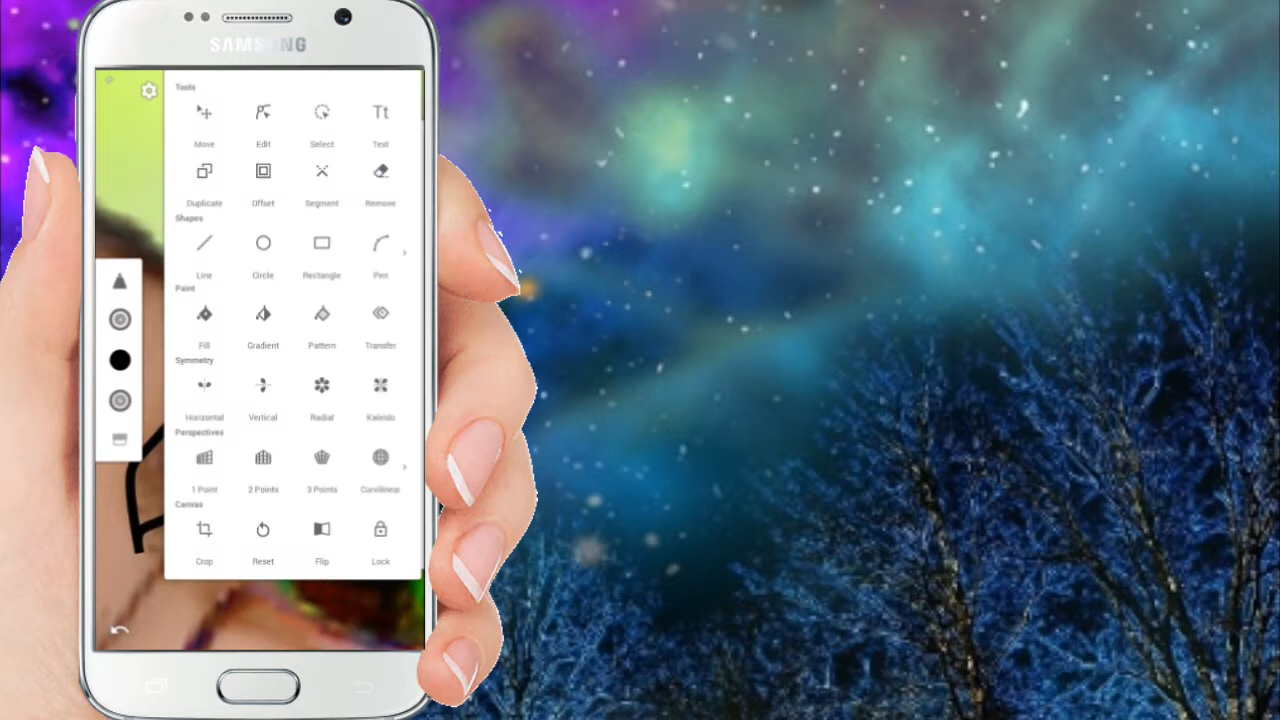 SAMSUNG
Tools
Move Edit Select Text
Duplicate Offset Segment Remove
Shapes
Line Circle Rectangle Pen
Paint
Fill Gradient Pattern Transfer
Symmetry
Horizontal Vertical Radial Kaleido
Perspectives
1 Point 2 Points 3 Points Curvilinear
Canvas
Crop Reset Flip Lock